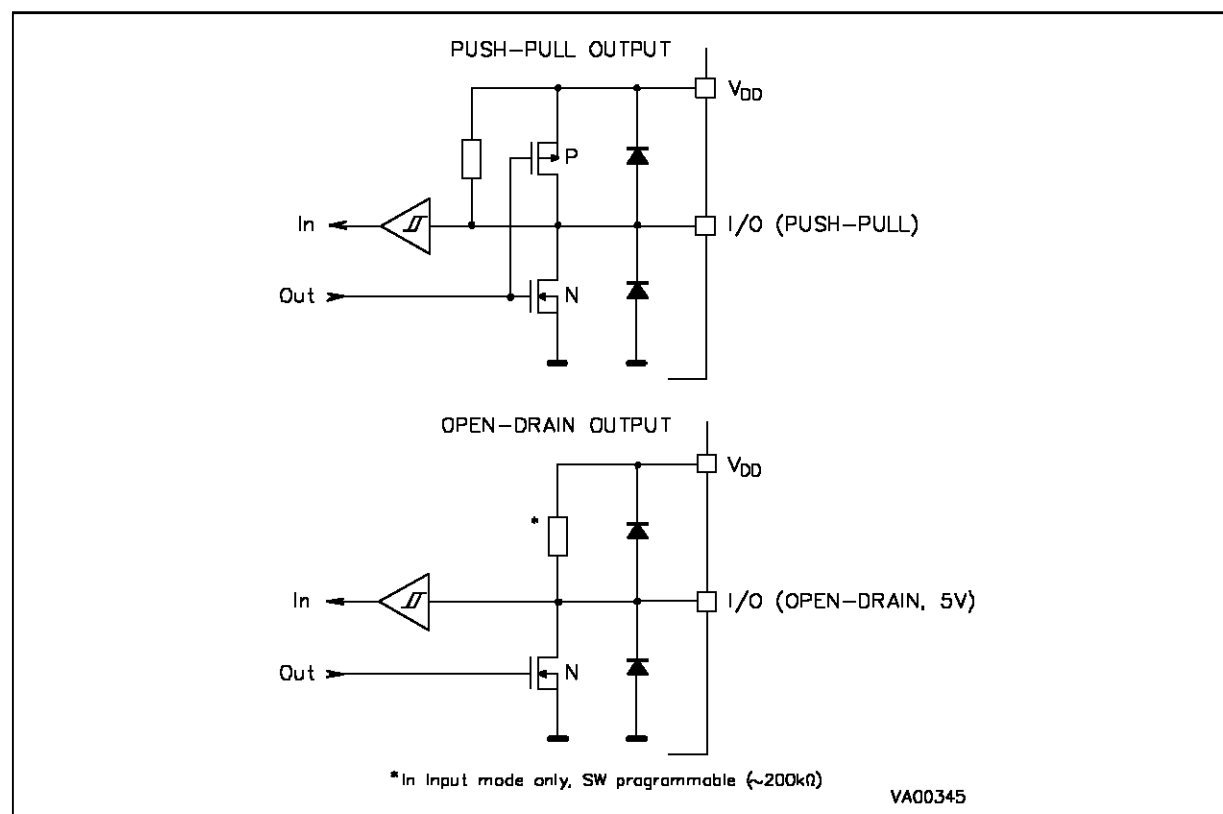 PUSH-PULL OUTPUT
VDD
P
In
I/O (PUSH-PULL)
Out
N
OPEN-DRAIN OUTPUT
VDD
*
In
I/O (OPEN-DRAIN, 5V)
Out
N
*In Input mode only, SW programmable (~200kΩ)
VA00345